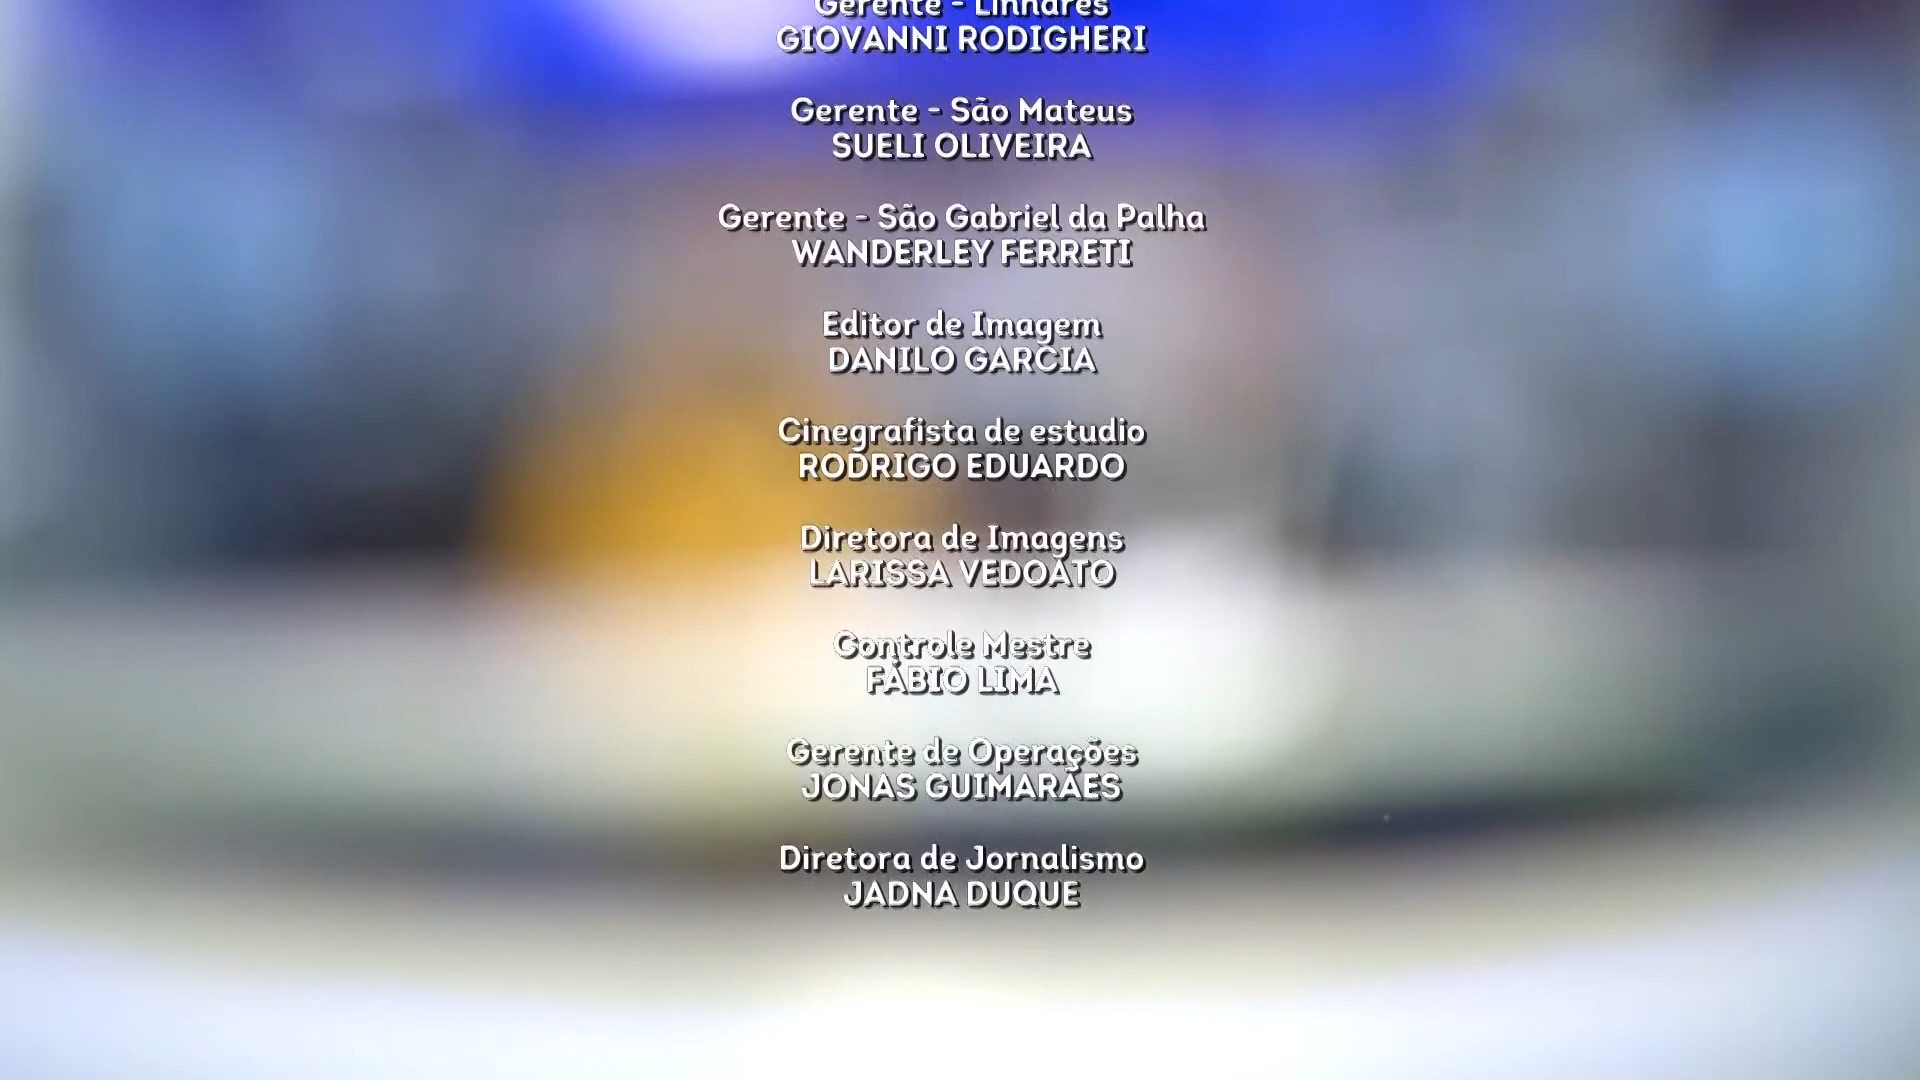 Gerente - Linhares
GIOVANNI RODIGHERI
Gerente - São Mateus
SUELI OLIVEIRA
Gerente - São Gabriel da Palha
WANDERLEY FERRETI
Editor de Imagem
DANILO GARCIA
Cinegrafista de estudio
RODRIGO EDUARDO
Diretora de Imagens
LARISSA VEDOATO
Controle Mestre
FÁBIO LIMA
Gerente de Operações
JONAS GUIMARÃES
Diretora de Jornalismo
JADNA DUQUE